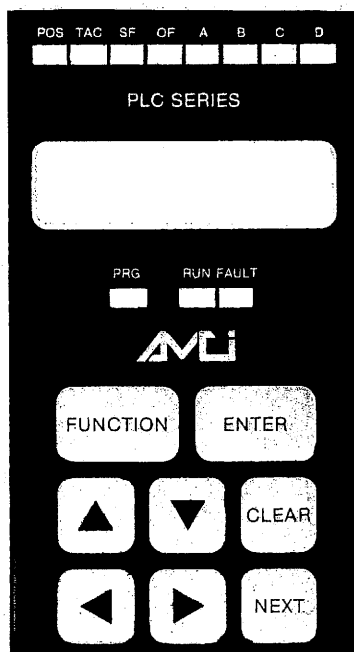 POS TAC SF OF A B C D
PLC SERIES
PRG RUN FAULT
AMCi
FUNCTION ENTER
CLEAR
NEXT